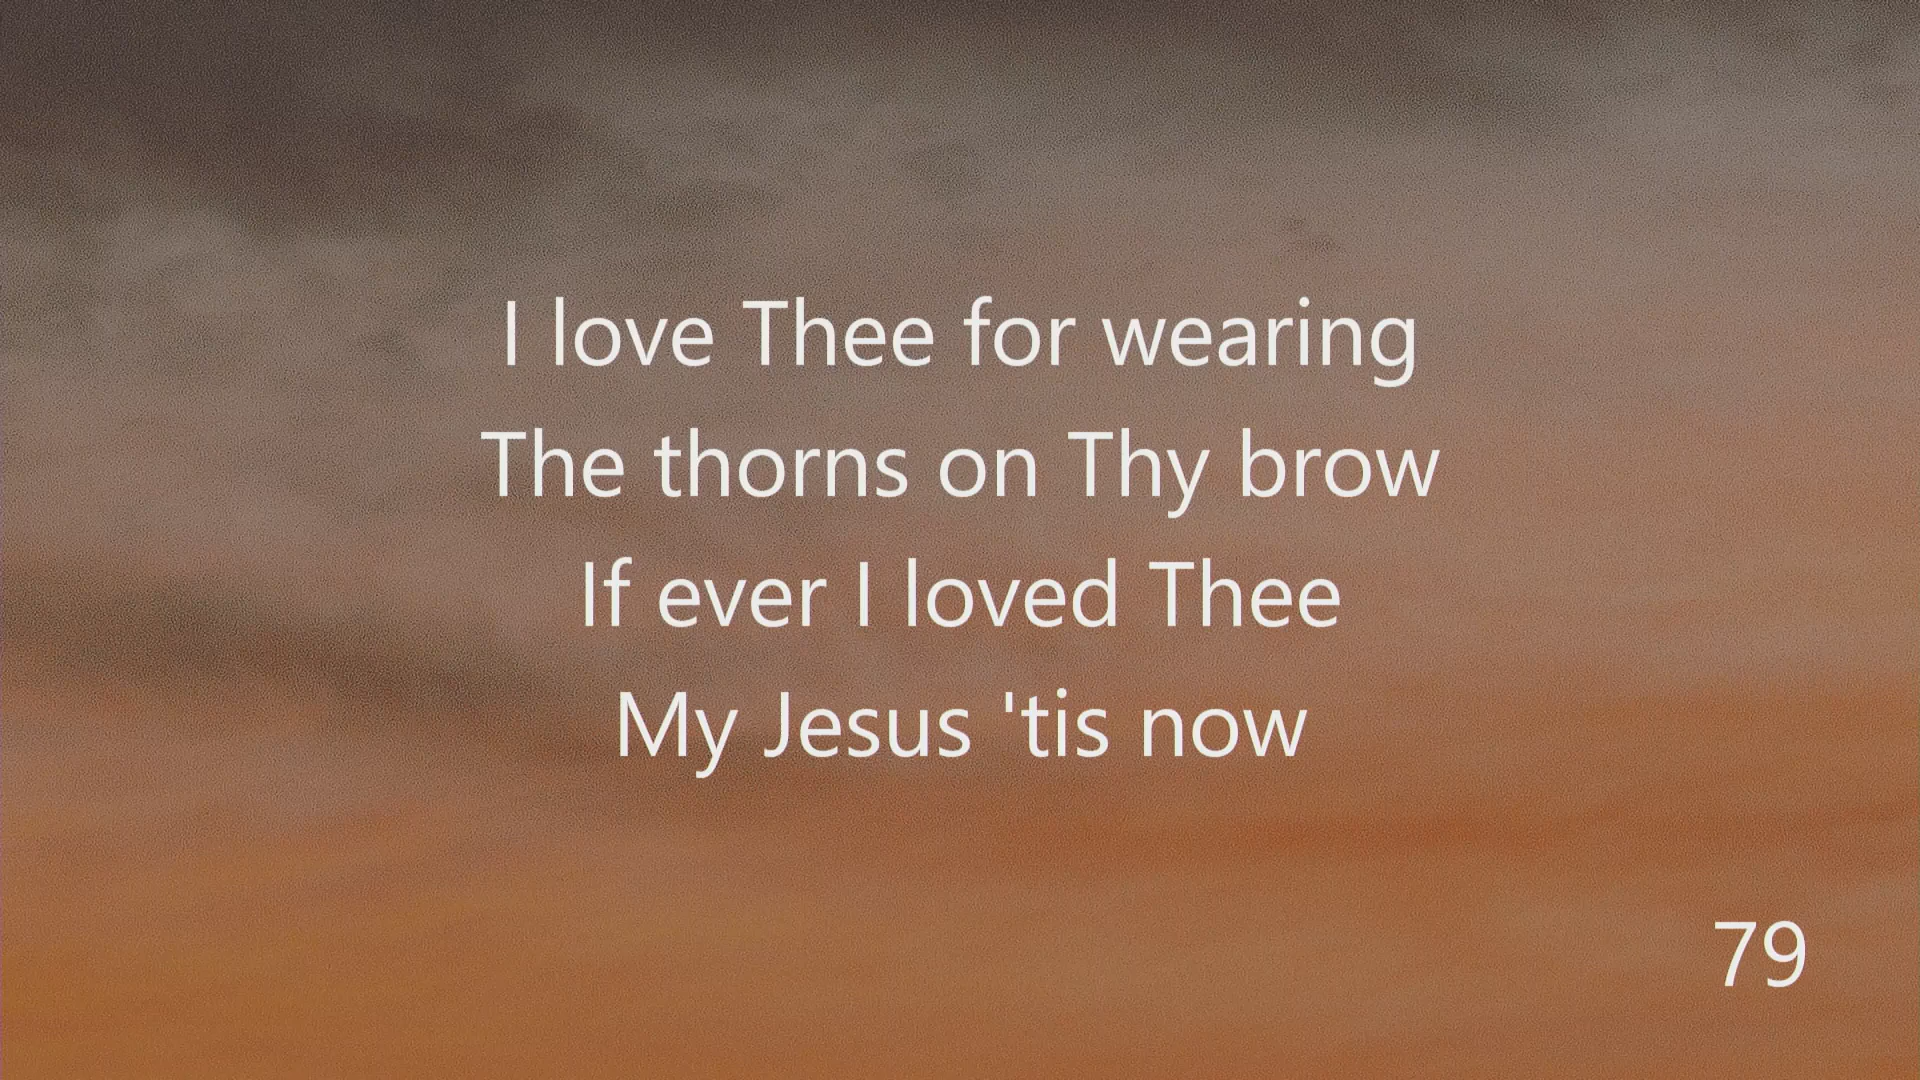 I love Thee for wearing
The thorns on Thy brow
If ever I loved Thee
My Jesus 'tis now
79